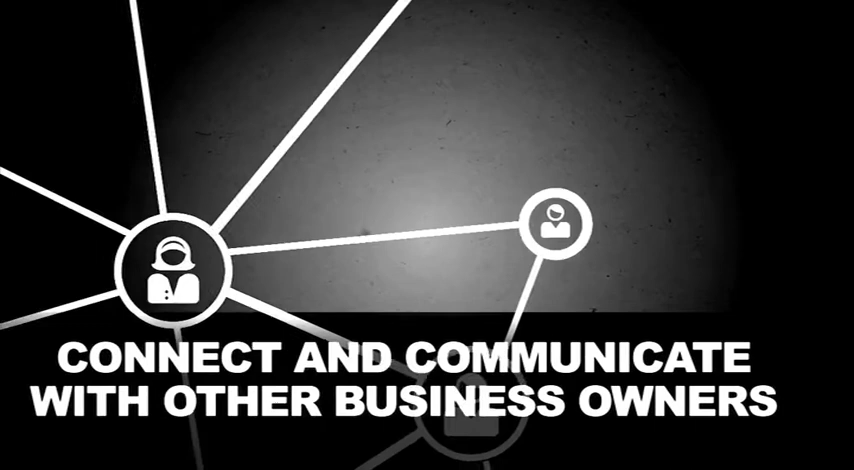 CONNECT AND COMMUNICATE
WITH OTHER BUSINESS OWNERS